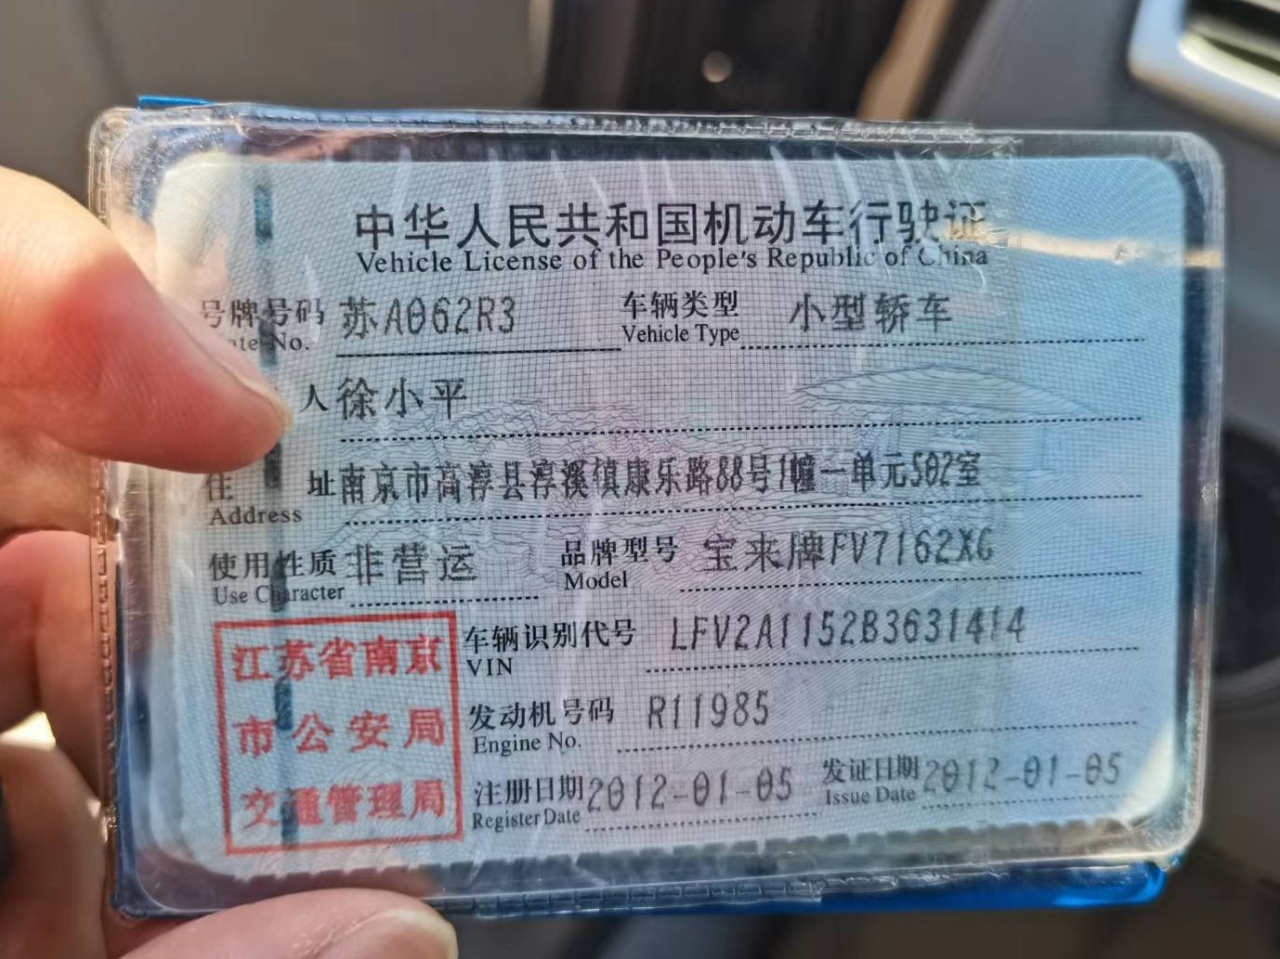 中华人民共和国机动车行驶证
Vehicle License of the People's Republic of China
号牌号码 苏A062R3 车辆类型 小型轿车
ate No. Vehicle Type
人 徐小平
住 址 南京市高淳县淳溪镇康乐路88号1幢一单元502室
Address
使用性质 非营运 品牌型号 宝来牌FV7162XG
Use Character Model
江苏省南京
市公安局
交通管理局
车辆识别代号 LFV2A1152B3631414
VIN
发动机号码 R11985
Engine No.
注册日期 2012-01-05 发证日期 2012-01-05
Register Date Issue Date